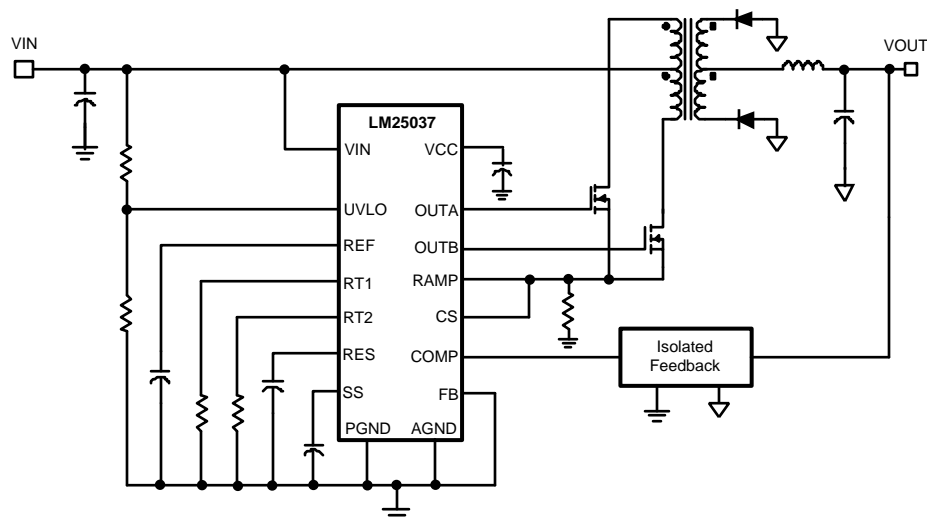 VIN
VOUT
LM25037
VIN
VCC
UVLO
OUTA
REF
OUTB
RT1
RAMP
RT2
CS
RES
COMP
SS
FB
PGND
AGND
Isolated
Feedback